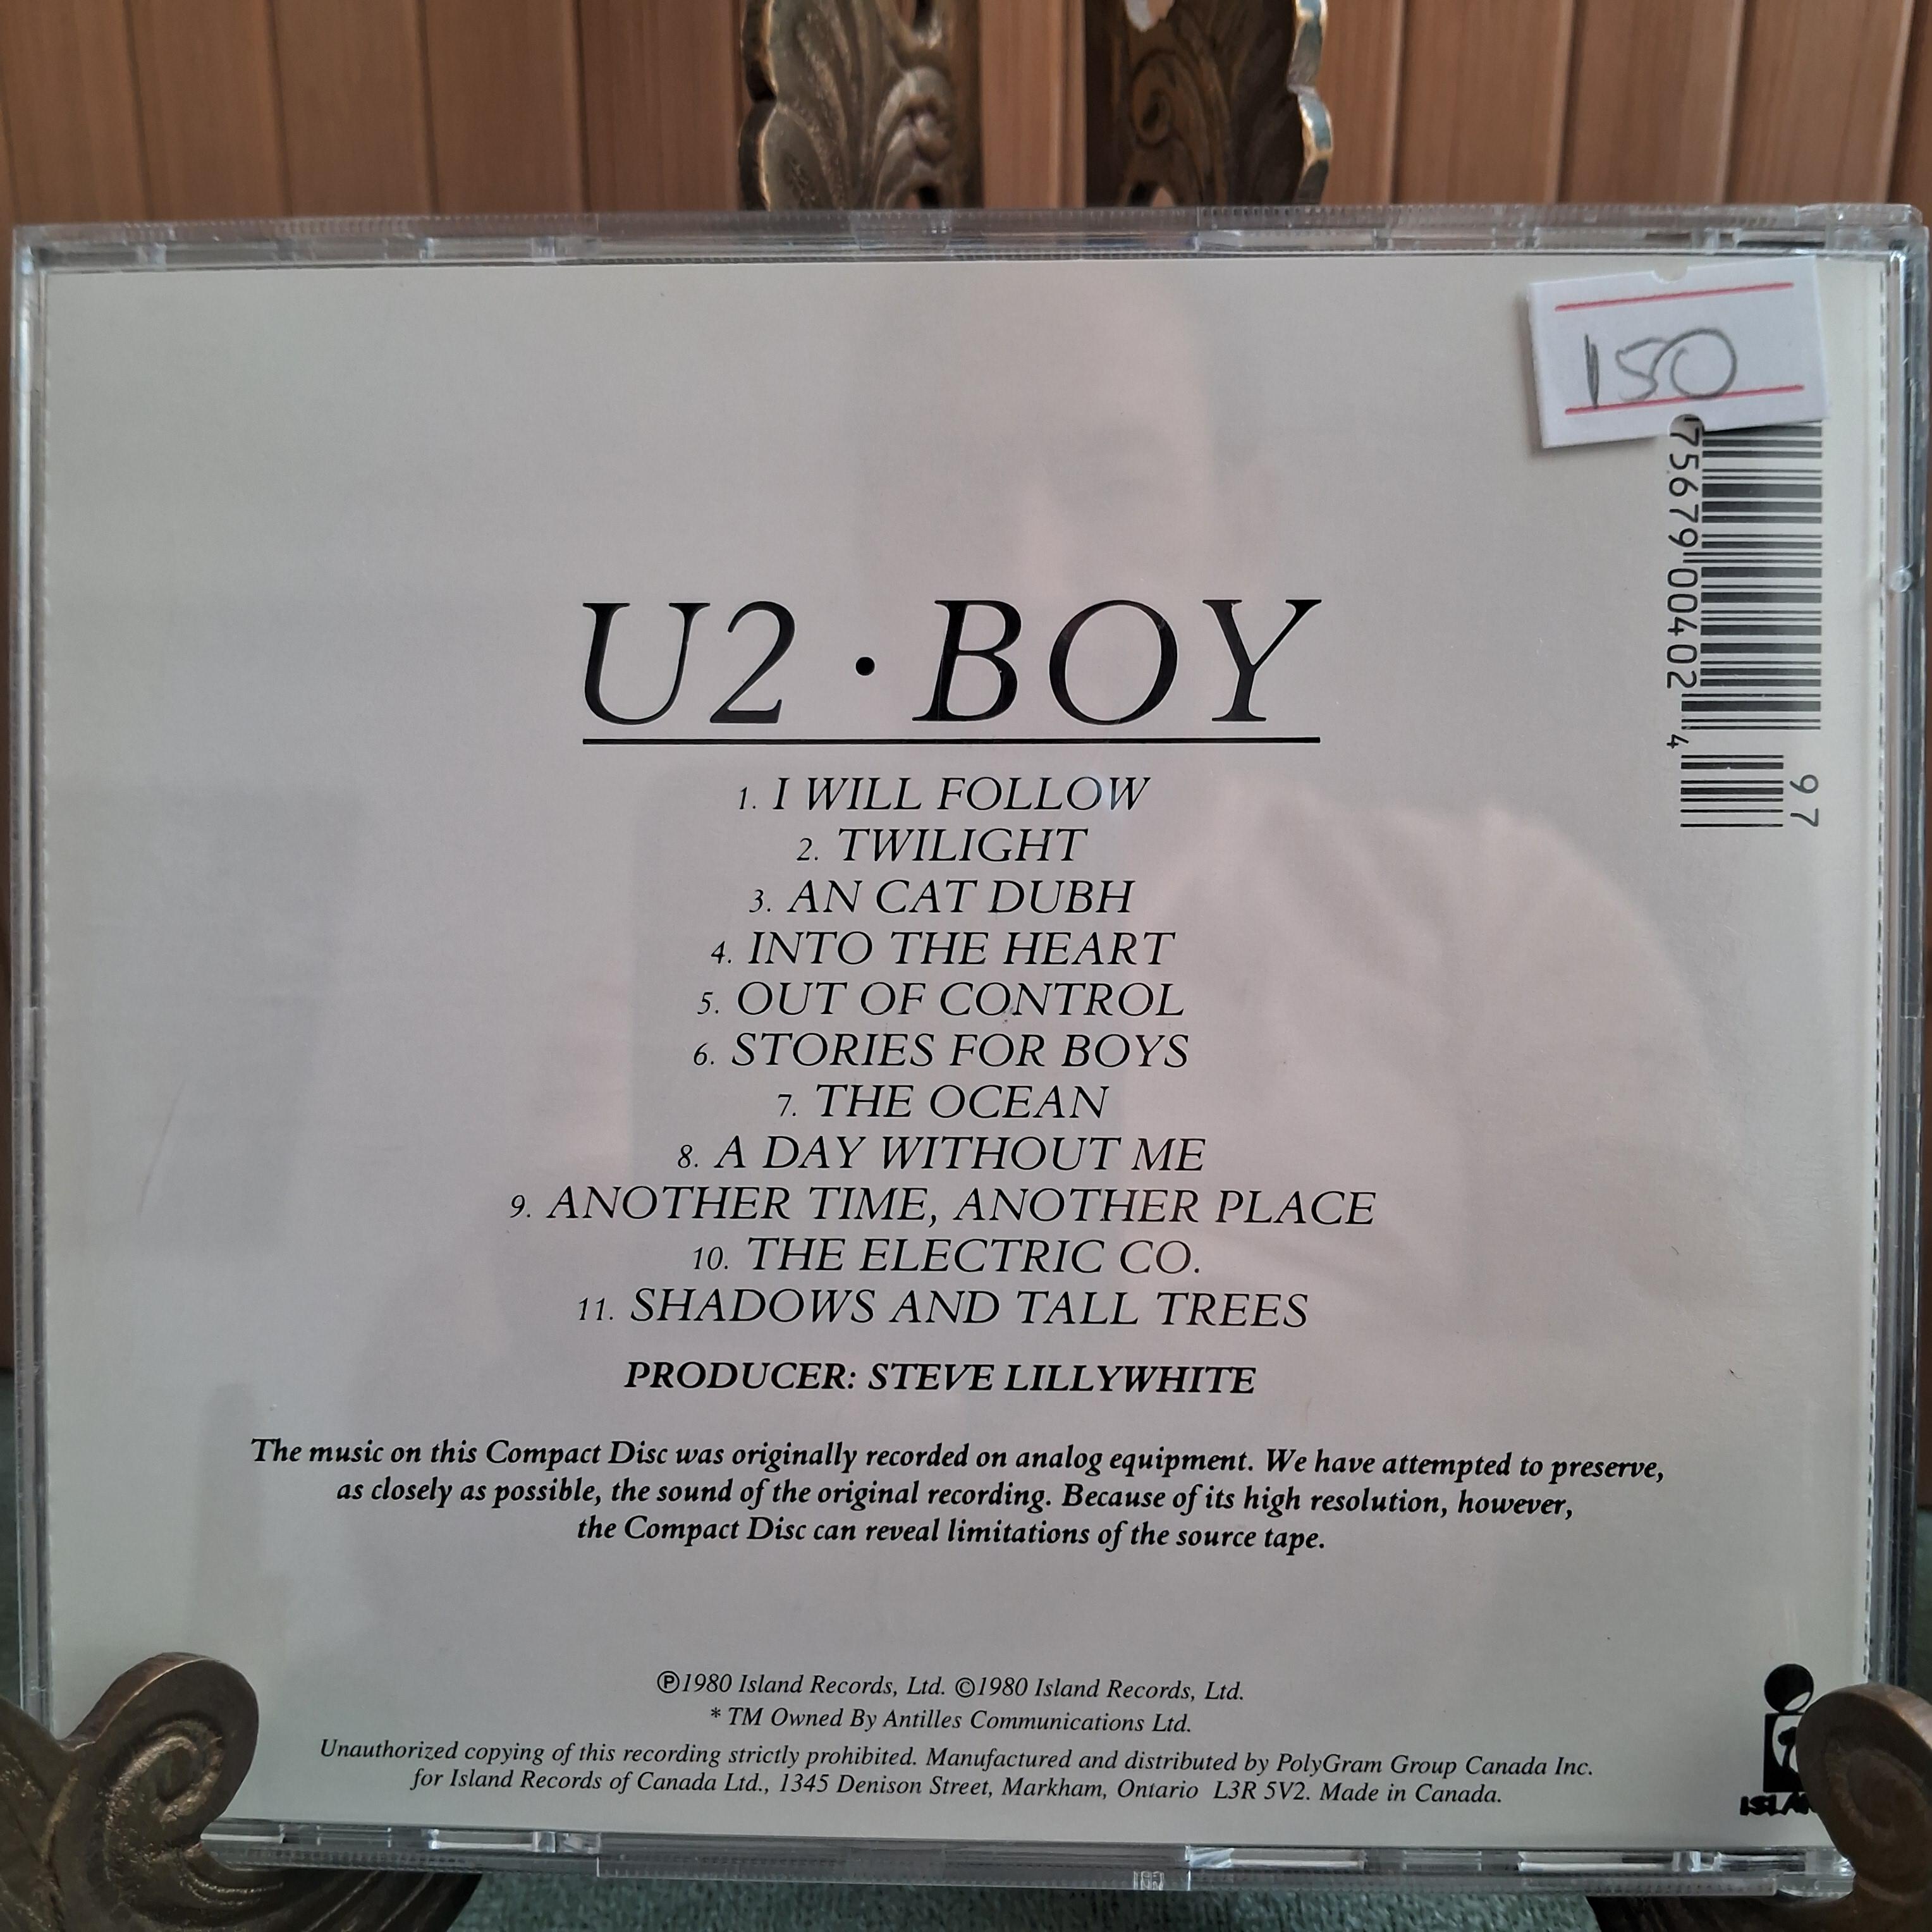 150
75679 00402 4
97
U2 · BOY
1. I WILL FOLLOW
2. TWILIGHT
3. AN CAT DUBH
4. INTO THE HEART
5. OUT OF CONTROL
6. STORIES FOR BOYS
7. THE OCEAN
8. A DAY WITHOUT ME
9. ANOTHER TIME, ANOTHER PLACE
10. THE ELECTRIC CO.
11. SHADOWS AND TALL TREES
PRODUCER: STEVE LILLYWHITE
The music on this Compact Disc was originally recorded on analog equipment. We have attempted to preserve,
as closely as possible, the sound of the original recording. Because of its high resolution, however,
the Compact Disc can reveal limitations of the source tape.
℗1980 Island Records, Ltd. ©1980 Island Records, Ltd.
* TM Owned By Antilles Communications Ltd.
Unauthorized copying of this recording strictly prohibited. Manufactured and distributed by PolyGram Group Canada Inc.
for Island Records of Canada Ltd., 1345 Denison Street, Markham, Ontario L3R 5V2. Made in Canada.